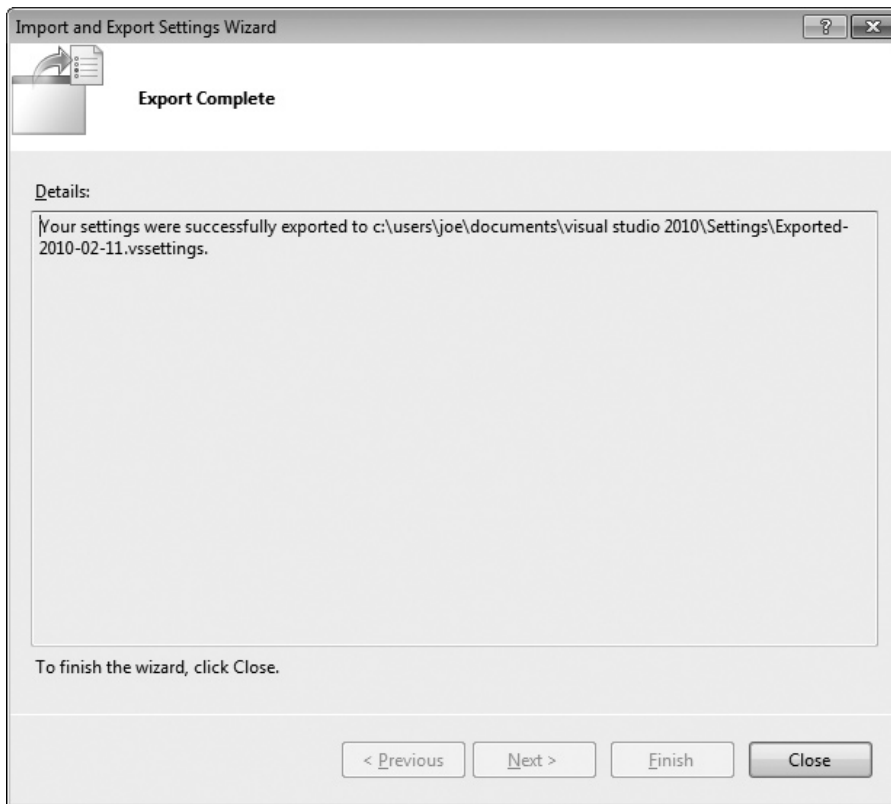 Import and Export Settings Wizard
?
Export Complete
Details:
Your settings were successfully exported to c:\users\joe\documents\visual studio 2010\Settings\Exported-
2010-02-11.vssettings.
To finish the wizard, click Close.
< Previous Next > Finish Close